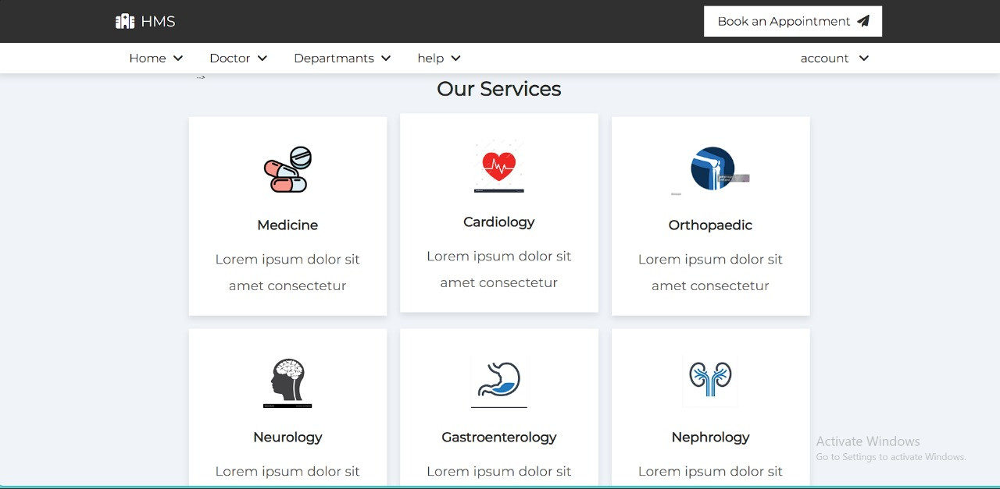 HMS
Book an Appointment
Home Doctor Departmants help account
-->
Our Services
Medicine
Lorem ipsum dolor sit
amet consectetur
Cardiology
Lorem ipsum dolor sit
amet consectetur
Orthopaedic
Lorem ipsum dolor sit
amet consectetur
Neurology
Lorem ipsum dolor sit
Gastroenterology
Lorem ipsum dolor sit
Nephrology
Lorem ipsum dolor sit
Activate Windows
Go to Settings to activate Windows.